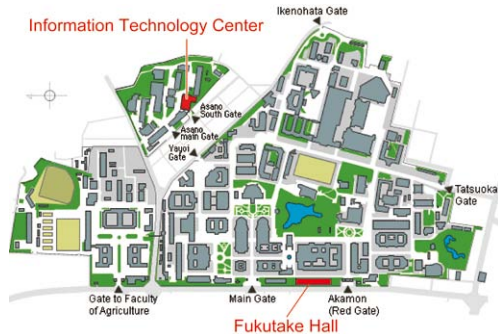 Ikenohata Gate
Information Technology Center
Asano
South Gate
Asano
main Gate
Yayoi
Gate
Tatsuoka
Gate
Gate to Faculty
of Agriculture
Main Gate
Akamon
(Red Gate)
Fukutake Hall